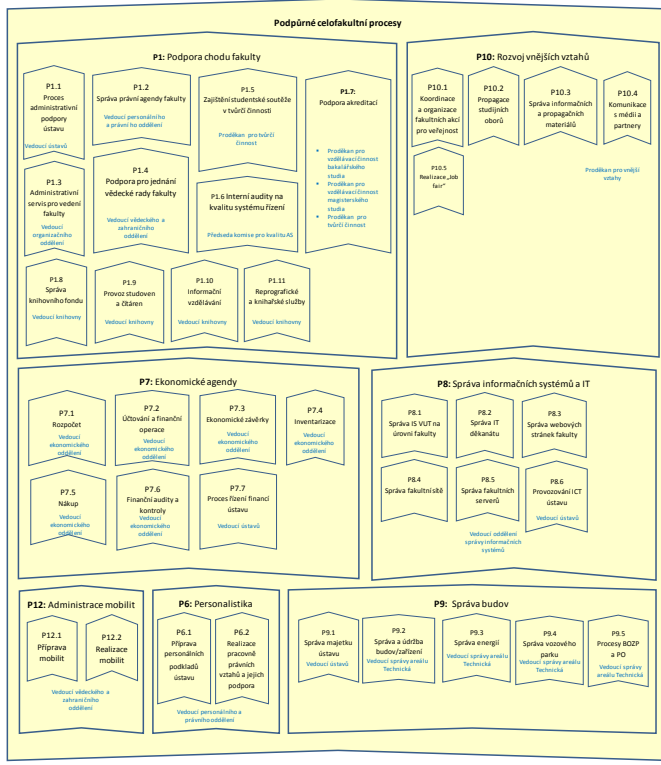 Podpůrné celofakultní procesy
P1: Podpora chodu fakulty
P1.1
Proces
administrativní
podpory
ústavu
Vedoucí ústavů
P1.2
Správa právní agendy fakulty
Vedoucí personálního
a právní ho oddělení
P1.5
Zajištění studentské soutěže
v tvůrčí činnosti
Proděkan pro tvůrčí
činnost
P1.7:
Podpora akreditací
• Proděkan pro
vzdělávací činnost
bakalářského
studia
• Proděkan pro
vzdělávací činnost
magisterského
studia
• Proděkan pro
tvůrčí činnost
P1.3
Administrativní
servis pro vedení
fakulty
Vedoucí
organizačního
oddělení
P1.4
Podpora pro jednání
vědecké rady fakulty
Vedoucí vědeckého a
zahraničního
oddělení
P1.6 Interní audity na
kvalitu systému řízení
Předseda komise pro kvalitu AS
P1.8
Správa
knihovního fondu
Vedoucí knihovny
P1.9
Provoz studoven
a čítáren
Vedoucí knihovny
P1.10
Informační
vzdělávání
Vedoucí knihovny
P1.11
Reprografické
a knihařské služby
Vedoucí knihovny
P10: Rozvoj vnějších vztahů
P10.1
Koordinace
a organizace
fakultních akcí
pro veřejnost
P10.2
Propagace
studijních
oborů
P10.3
Správa informačních
a propagačních
materiálů
P10.4
Komunikace
s médii a
partnery
P10.5
Realizace „Job
fair“
Proděkan pro vnější
vztahy
P7: Ekonomické agendy
P7.1
Rozpočet
Vedoucí
ekonomického
oddělení
P7.2
Účtování a finanční
operace
Vedoucí
ekonomického
oddělení
P7.3
Ekonomické závěrky
Vedoucí
ekonomického
oddělení
P7.4
Inventarizace
Vedoucí
ekonomického
oddělení
P7.5
Nákup
Vedoucí
ekonomického
oddělení
P7.6
Finanční audity a
kontroly
Vedoucí
ekonomického
oddělení
P7.7
Proces řízení financí
ústavu
Vedoucí ústavů
P8: Správa informačních systémů a IT
P8.1
Správa IS VUT na
úrovni fakulty
P8.2
Správa IT
děkanátu
P8.3
Správa webových
stránek fakulty
P8.4
Správa fakultní sítě
P8.5
Správa fakultních
serverů
P8.6
Provozování ICT
ústavu
Vedoucí ústavů
Vedoucí oddělení
správy informačních
systémů
P12: Administrace mobilit
P12.1
Příprava
mobilit
P12.2
Realizace
mobilit
Vedoucí vědeckého a
zahraničního
oddělení
P6: Personalistika
P6.1
Příprava
personálních
podkladů
ústavu
P6.2
Realizace
pracovně
právních
vztahů a jejich
podpora
Vedoucí personálního a
právního oddělení
P9: Správa budov
P9.1
Správa majetku
ústavu
Vedoucí ústavů
P9.2
Správa a údržba
budov/zařízení
Vedoucí správy areálu
Technická
P9.3
Správa energií
Vedoucí správy areálu
Technická
P9.4
Správa vozového
parku
Vedoucí správy areálu
Technická
P9.5
Procesy BOZP
a PO
Vedoucí správy
areálu Technická